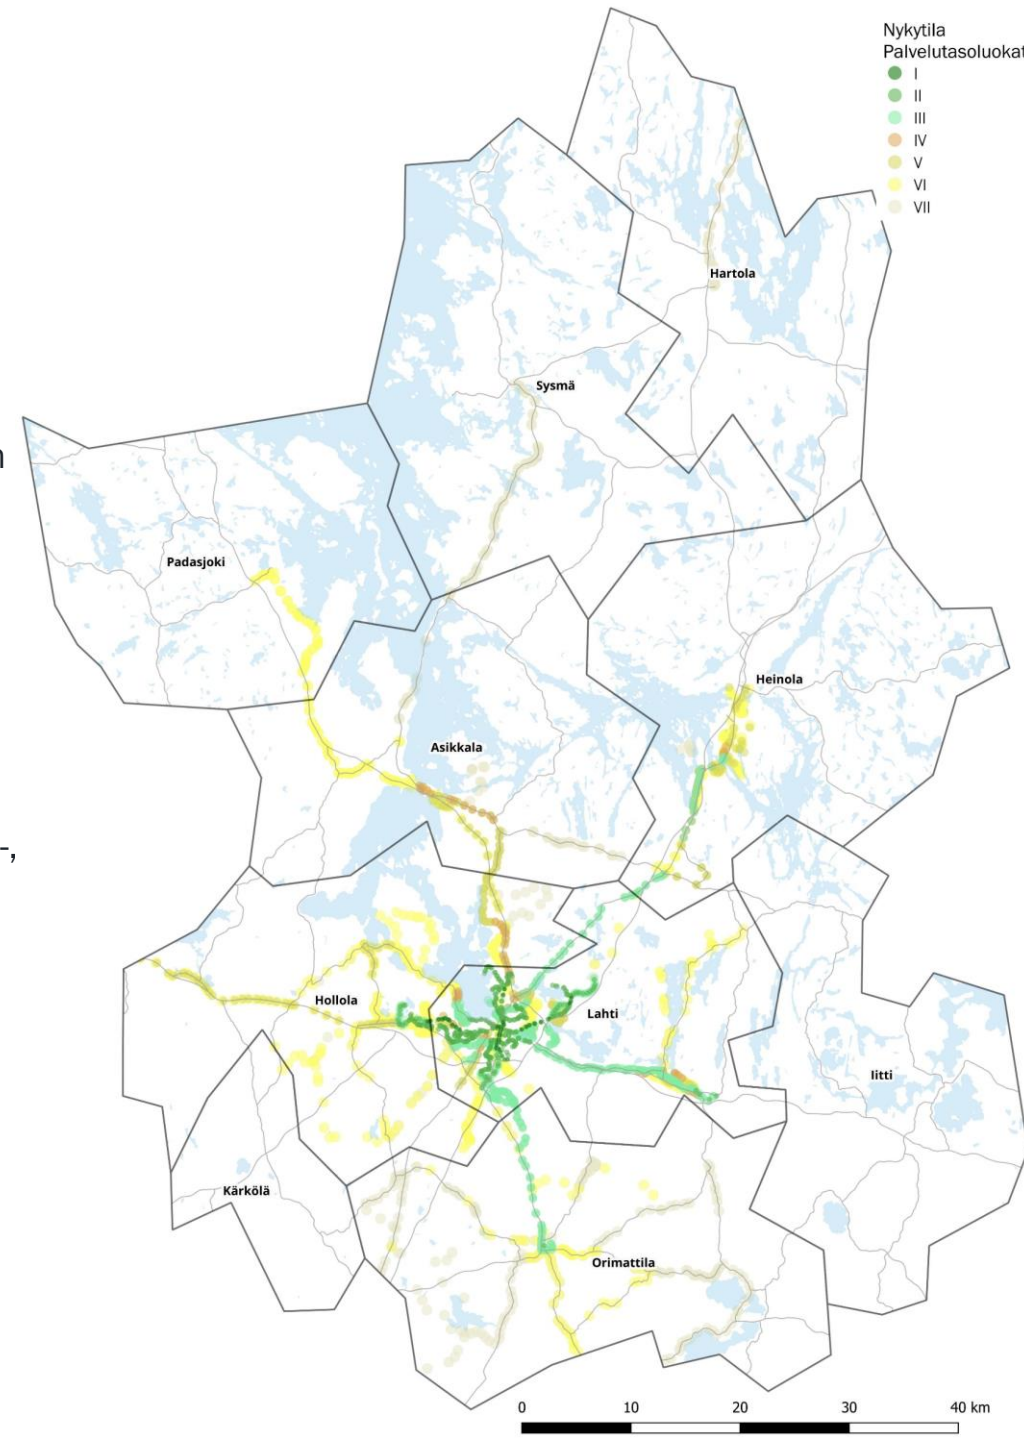 Nykytila
Palvelutasoluokat
I
II
III
IV
V
VI
VII
Hartola
Sysmä
n
Padasjoki
Heinola
Asikkala
-,
Hollola
Lahti
Iitti
Kärkölä
Orimattila
0 10 20 30 40 km